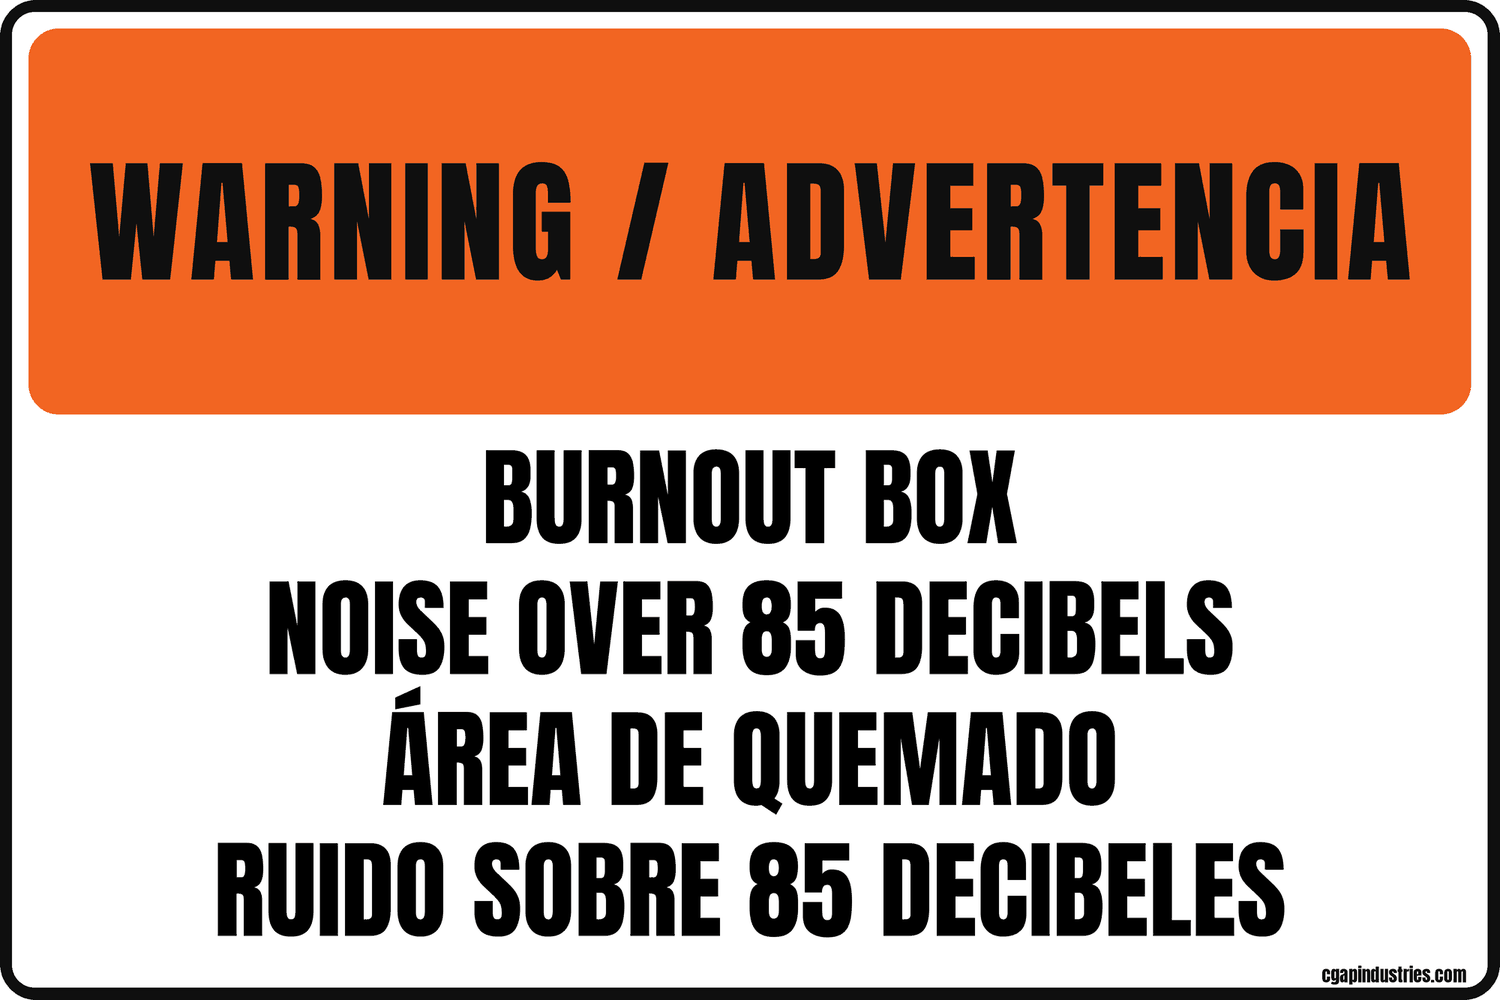 WARNING / ADVERTENCIA
BURNOUT BOX
NOISE OVER 85 DECIBELS
ÁREA DE QUEMADO
RUIDO SOBRE 85 DECIBELES
cgapindustries.com